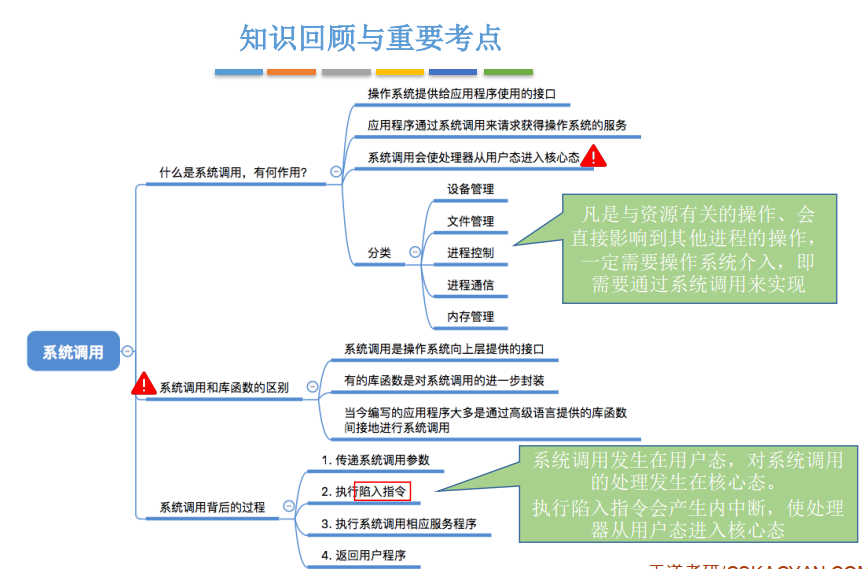 知识回顾与重要考点
操作系统提供给应用程序使用的接口
应用程序通过系统调用来请求获得操作系统的服务
系统调用会使处理器从用户态进入核心态
什么是系统调用，有何作用？
设备管理
文件管理
分类
进程控制
进程通信
内存管理
凡是与资源有关的操作、会
直接影响到其他进程的操作，
一定需要操作系统介入，即
需要通过系统调用来实现
系统调用
系统调用是操作系统向上层提供的接口
系统调用和库函数的区别
有的库函数是对系统调用的进一步封装
当今编写的应用程序大多是通过高级语言提供的库函数
间接地进行系统调用
1. 传递系统调用参数
2. 执行陷入指令
系统调用背后的过程
3. 执行系统调用相应服务程序
4. 返回用户程序
系统调用发生在用户态，对系统调用
的处理发生在核心态。
执行陷入指令会产生内中断，使处理
器从用户态进入核心态